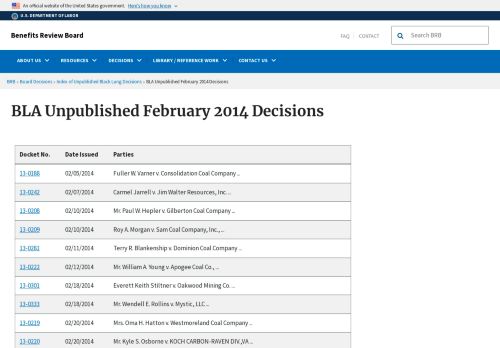 An official website of the United States government. Here's how you know
U.S. DEPARTMENT OF LABOR
Benefits Review Board
FAQ CONTACT
Search BRB
ABOUT US RESOURCES DECISIONS LIBRARY / REFERENCE WORK CONTACT US
BRB » Board Decisions » Index of Unpublished Black Lung Decisions » BLA Unpublished February 2014 Decisions
BLA Unpublished February 2014 Decisions
Docket No. Date Issued Parties
13-0188 02/05/2014 Fuller W. Varner v. Consolidation Coal Company ...
13-0242 02/07/2014 Carmel Jarrell v. Jim Walter Resources, Inc. ...
13-0208 02/10/2014 Mr. Paul W. Hepler v. Gilberton Coal Company ...
13-0209 02/10/2014 Roy A. Morgan v. Sam Coal Company, Inc., ...
13-0282 02/11/2014 Terry R. Blankenship v. Dominion Coal Company ...
13-0223 02/12/2014 Mr. William A. Young v. Apogee Coal Co., ...
13-0301 02/18/2014 Everett Keith Stiltner v. Oakwood Mining Co. ...
13-0333 02/18/2014 Mr. Wendell E. Rollins v. Mystic, LLC ...
13-0219 02/20/2014 Mrs. Oma H. Hatton v. Westmoreland Coal Company ...
13-0220 02/20/2014 Mr. Kyle S. Osborne v. KOCH CARBON-RAVEN DIV.,VA ...